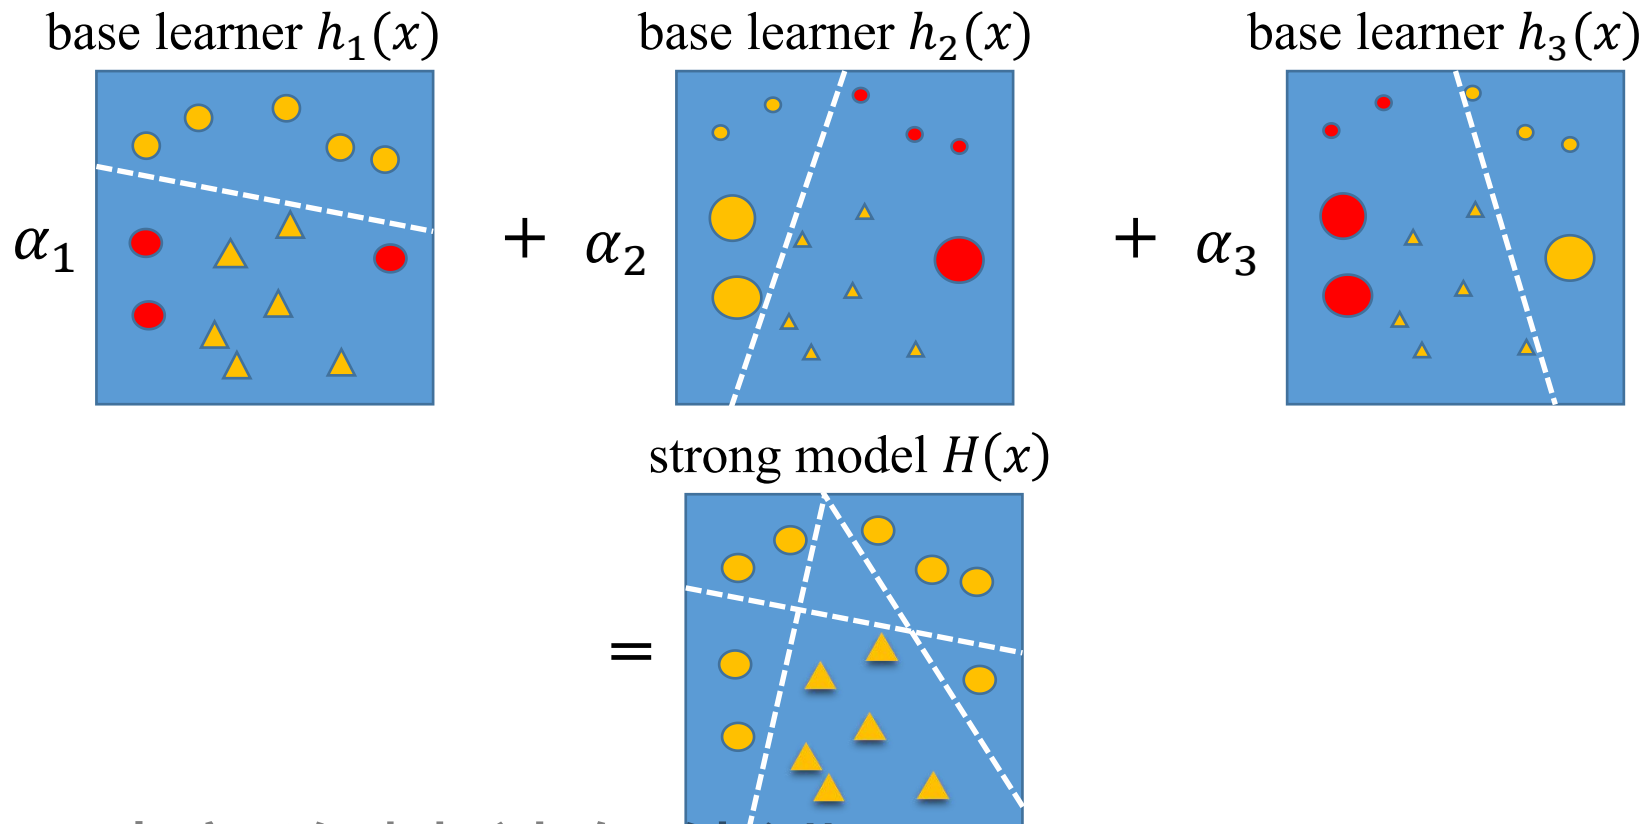 base learner h₁(x) base learner h₂(x) base learner h₃(x)
α₁ + α₂ + α₃
strong model H(x)
=